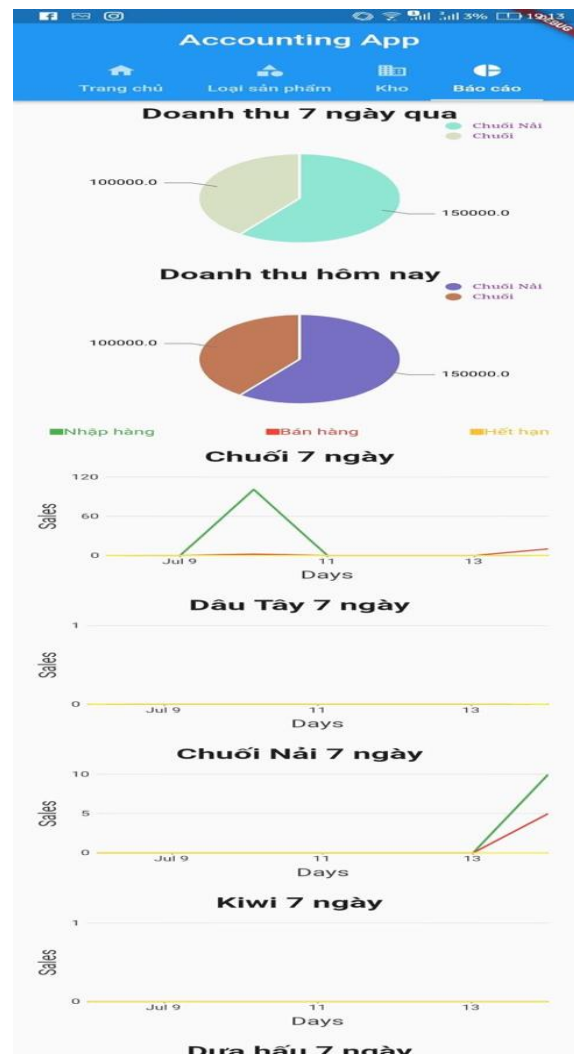 3% 19:13
DEBUG
Accounting App
Trang chủ Loại sản phẩm Kho Báo cáo
Doanh thu 7 ngày qua
Chuối Nải
Chuối
100000.0
150000.0
Doanh thu hôm nay
Chuối Nải
Chuối
100000.0
150000.0
Nhập hàng Bán hàng Hết hạn
Chuối 7 ngày
120
60
0
Sales
Jul 9 11 13
Days
Dâu Tây 7 ngày
1
0
Sales
Jul 9 11 13
Days
Chuối Nải 7 ngày
10
5
0
Sales
Jul 9 11 13
Days
Kiwi 7 ngày
1
0
Sales
Jul 9 11 13
Days
Dưa hấu 7 ngày